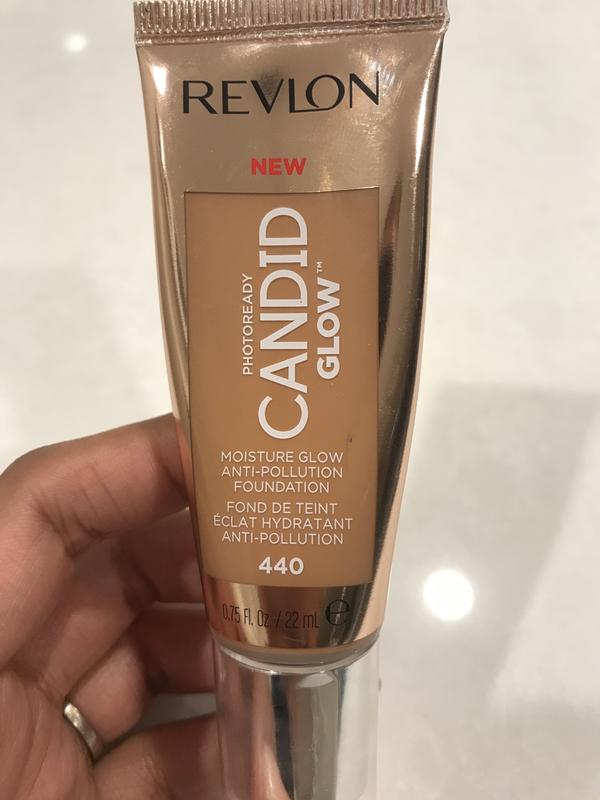 REVLON
NEW
PHOTOREADY
CANDID
GLOW™
MOISTURE GLOW
ANTI-POLLUTION
FOUNDATION
FOND DE TEINT
ÉCLAT HYDRATANT
ANTI-POLLUTION
440
0.75 Fl. Oz. / 22 mL ℮